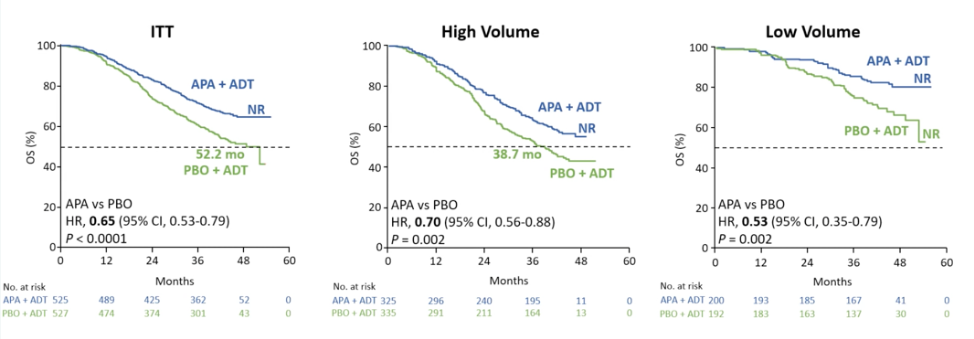 ITT
100
80
60
40
20
0
OS (%)
APA + ADT
NR
52.2 mo
PBO + ADT
APA vs PBO
HR, 0.65 (95% CI, 0.53-0.79)
P < 0.0001
0 12 24 36 48 60
Months
No. at risk
APA + ADT 525 489 425 362 52 0
PBO + ADT 527 474 374 301 43 0
High Volume
100
80
60
40
20
0
OS (%)
APA + ADT
NR
38.7 mo
PBO + ADT
APA vs PBO
HR, 0.70 (95% CI, 0.56-0.88)
P = 0.002
0 12 24 36 48 60
Months
No. at risk
APA + ADT 325 296 240 195 11 0
PBO + ADT 335 291 211 164 13 0
Low Volume
100
80
60
40
20
0
OS (%)
APA + ADT
NR
PBO + ADT NR
APA vs PBO
HR, 0.53 (95% CI, 0.35-0.79)
P = 0.002
0 12 24 36 48 60
Months
No. at risk
APA + ADT 200 193 185 167 41 0
PBO + ADT 192 183 163 137 30 0